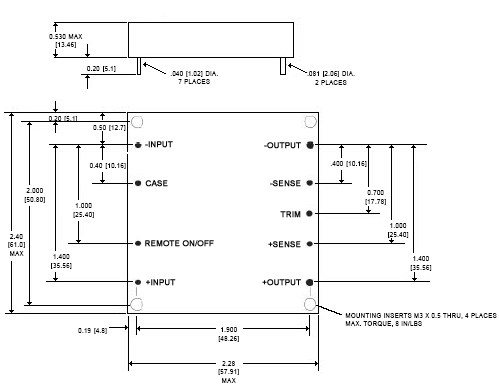 0.530 MAX
[13.46]
0.20 [5.1]
.040 [1.02] DIA.
7 PLACES
.081 [2.06] DIA.
2 PLACES
0.20 [5.1]
0.50 [12.7]
-INPUT
-OUTPUT
0.40 [10.16]
.400 [10.16]
CASE
-SENSE
2.000
[50.80]
0.700
[17.78]
1.000
[25.40]
TRIM
1.000
[25.40]
2.40
[61.0]
MAX
REMOTE ON/OFF
+SENSE
1.400
[35.56]
1.400
[35.56]
+INPUT
+OUTPUT
MOUNTING INSERTS M3 X 0.5 THRU, 4 PLACES
MAX. TORQUE, 8 IN/LBS
0.19 [4.8]
1.900
[48.26]
2.28
[57.91]
MAX